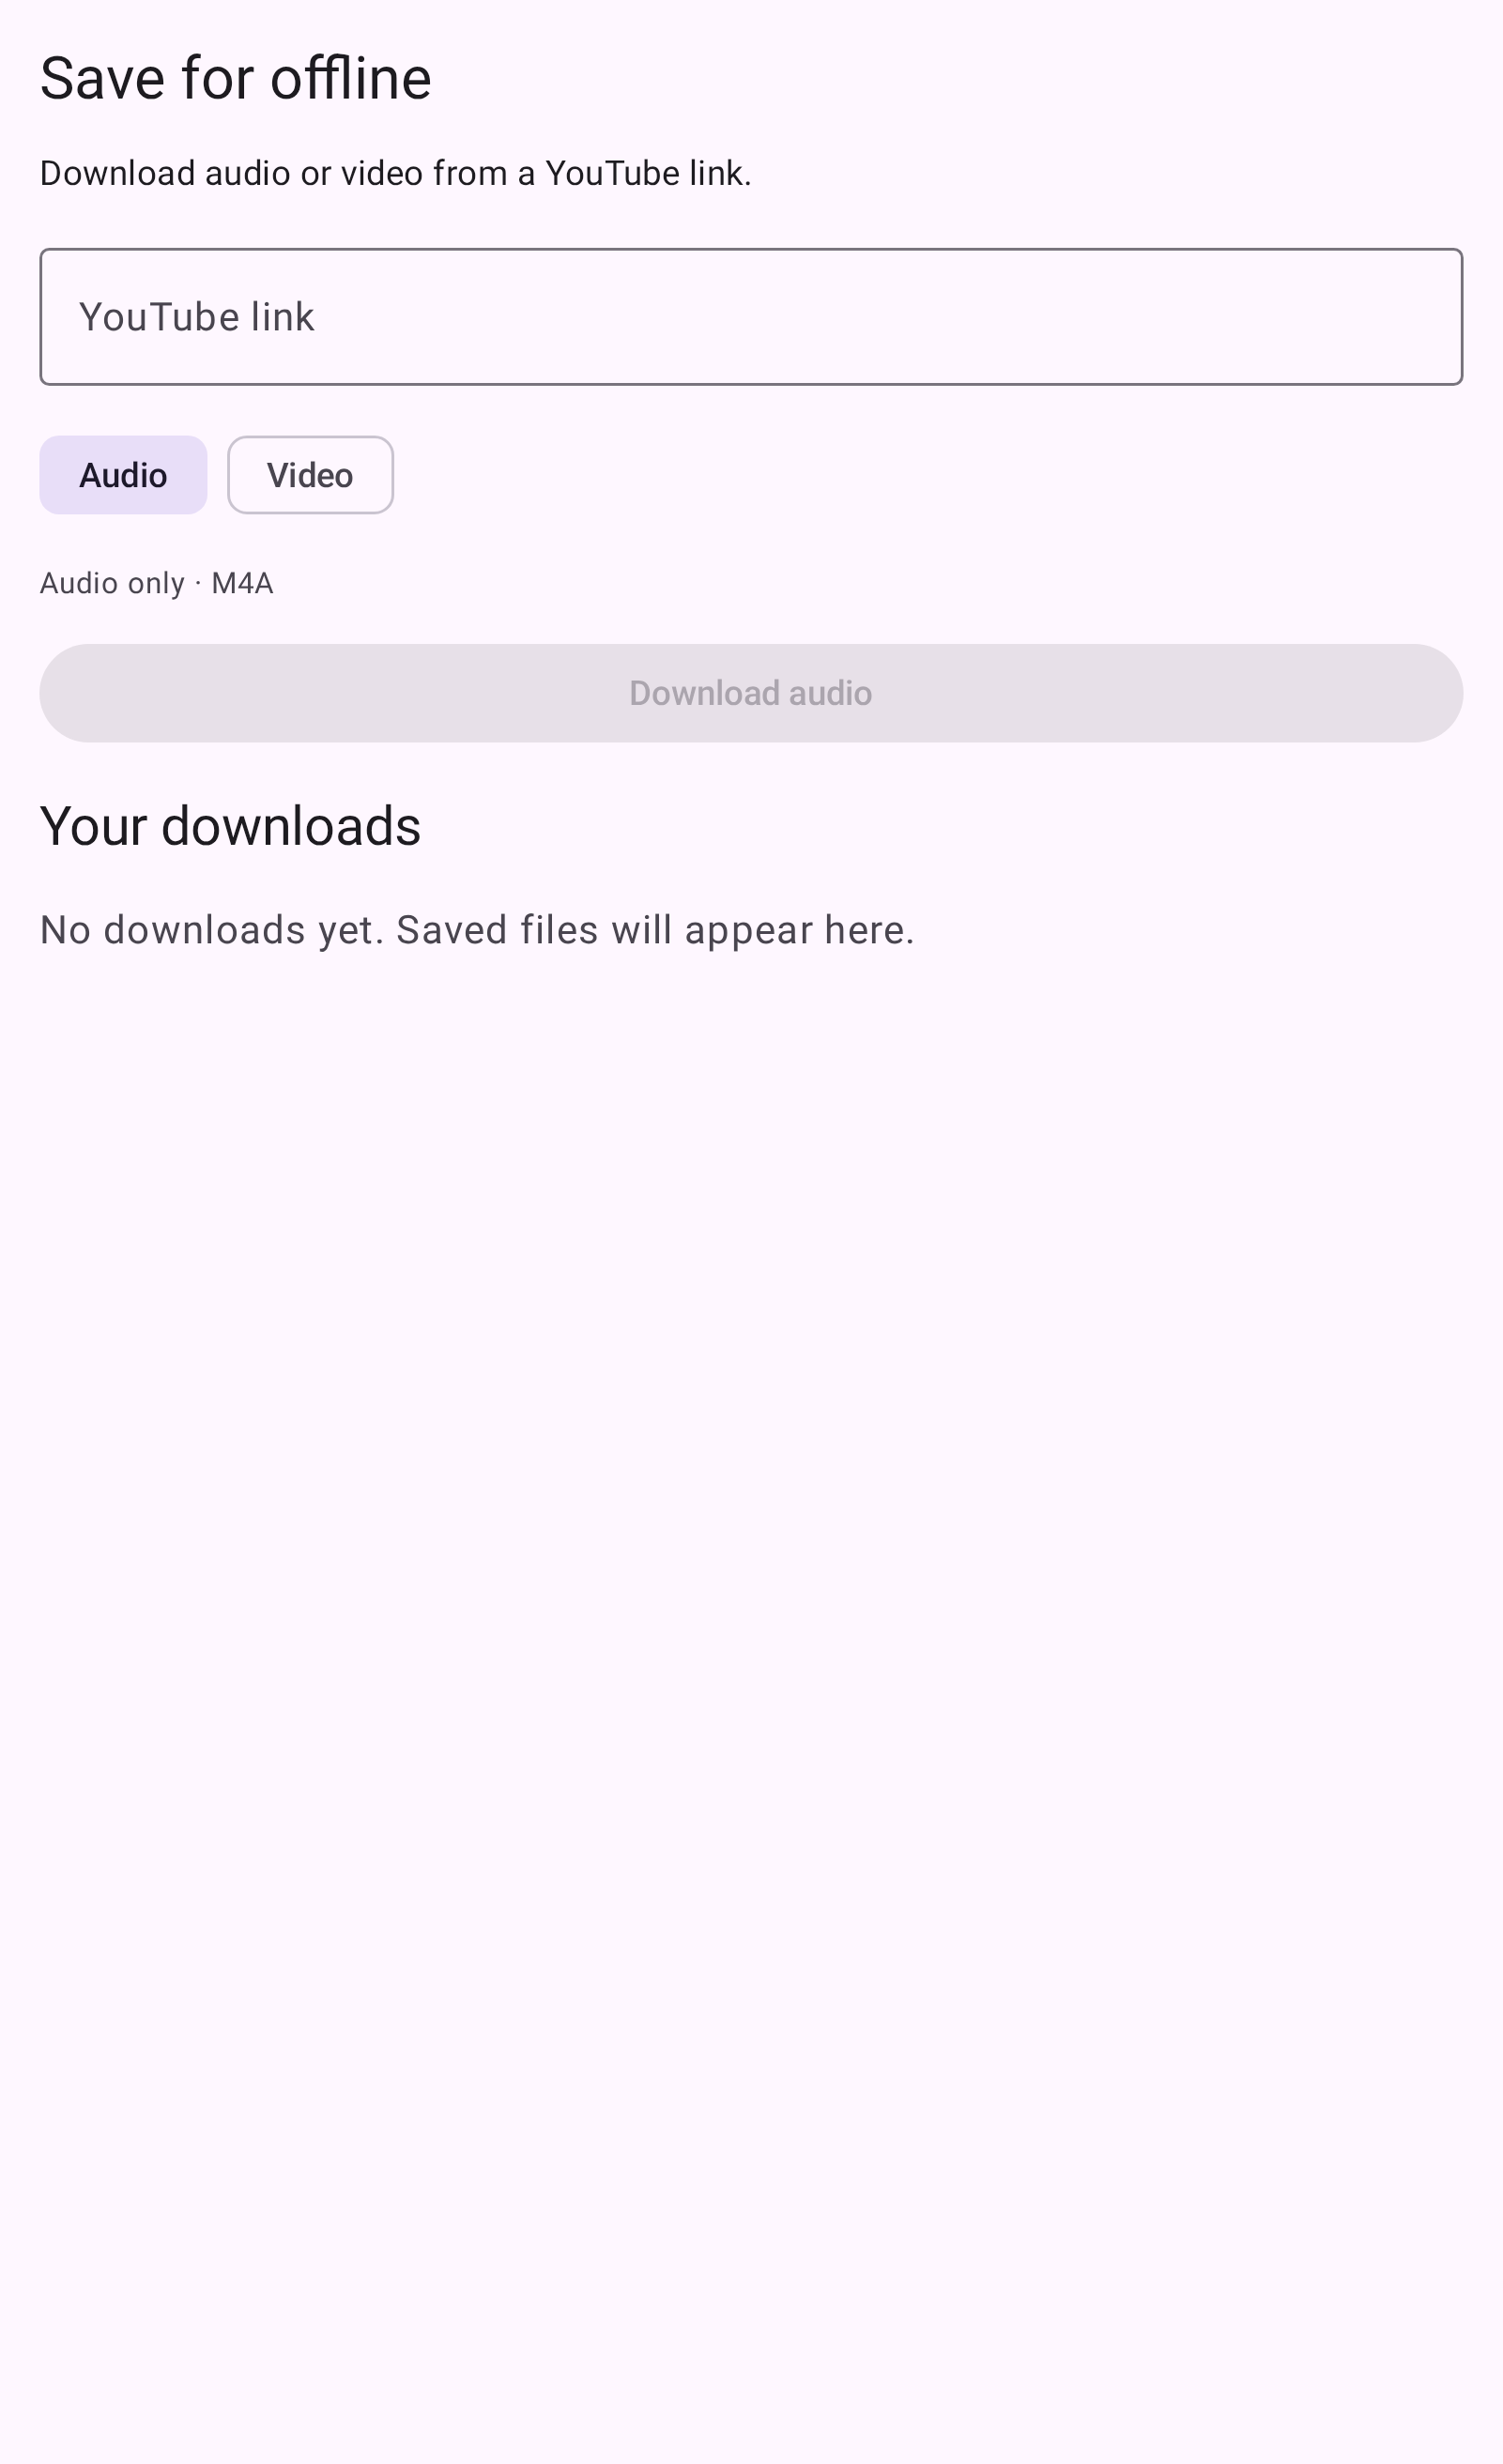 Save for offline
Download audio or video from a YouTube link.
YouTube link
Audio Video
Audio only · M4A
Download audio
Your downloads
No downloads yet. Saved files will appear here.